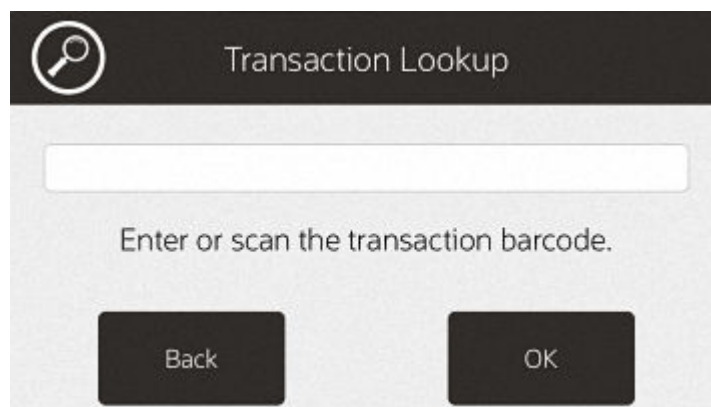 Transaction Lookup
Enter or scan the transaction barcode.
Back
OK